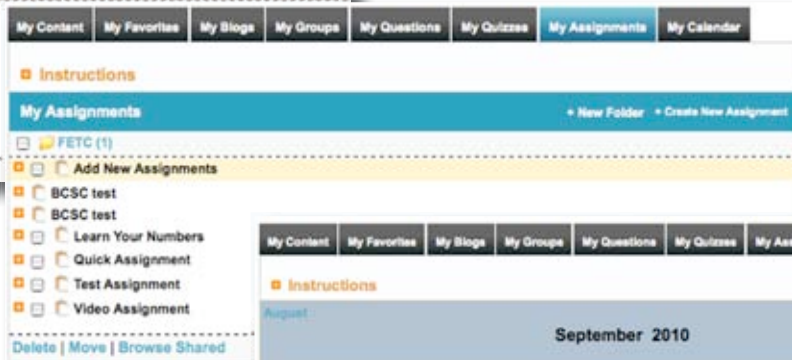 My Content My Favorites My Blogs My Groups My Questions My Quizzes My Assignments My Calendar
Instructions
My Assignments + New Folder + Create New Assignment
FETC (1)
Add New Assignments
BCSC test
BCSC test
Learn Your Numbers
Quick Assignment
Test Assignment
Video Assignment
Delete | Move | Browse Shared
My Content My Favorites My Blogs My Groups My Questions My Quizzes My Ass
Instructions
August
September 2010